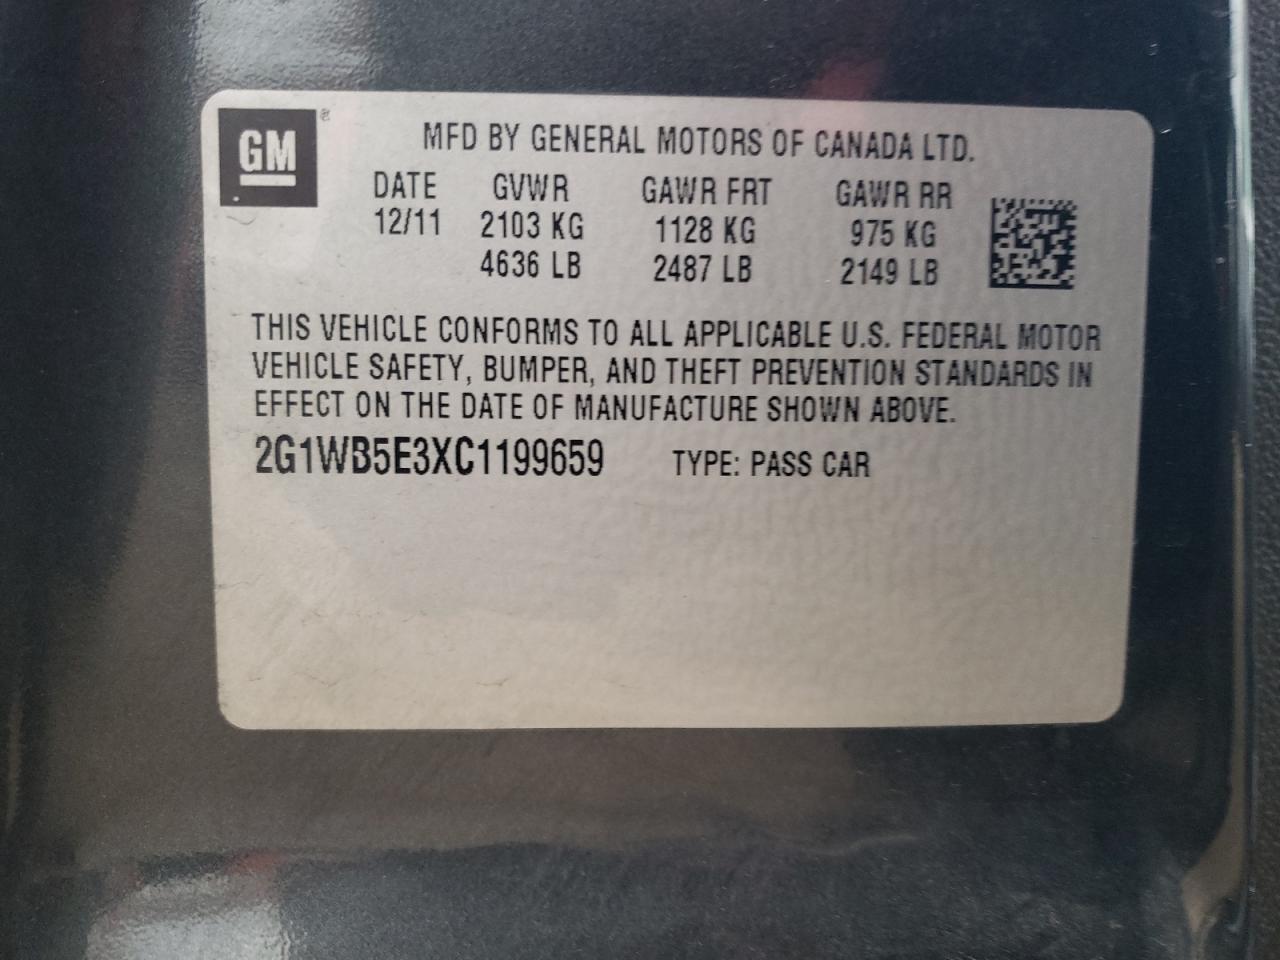 GM®
MFD BY GENERAL MOTORS OF CANADA LTD.
DATE GVWR GAWR FRT GAWR RR
12/11 2103 KG 1128 KG 975 KG
4636 LB 2487 LB 2149 LB
THIS VEHICLE CONFORMS TO ALL APPLICABLE U.S. FEDERAL MOTOR
VEHICLE SAFETY, BUMPER, AND THEFT PREVENTION STANDARDS IN
EFFECT ON THE DATE OF MANUFACTURE SHOWN ABOVE.
2G1WB5E3XC1199659 TYPE: PASS CAR